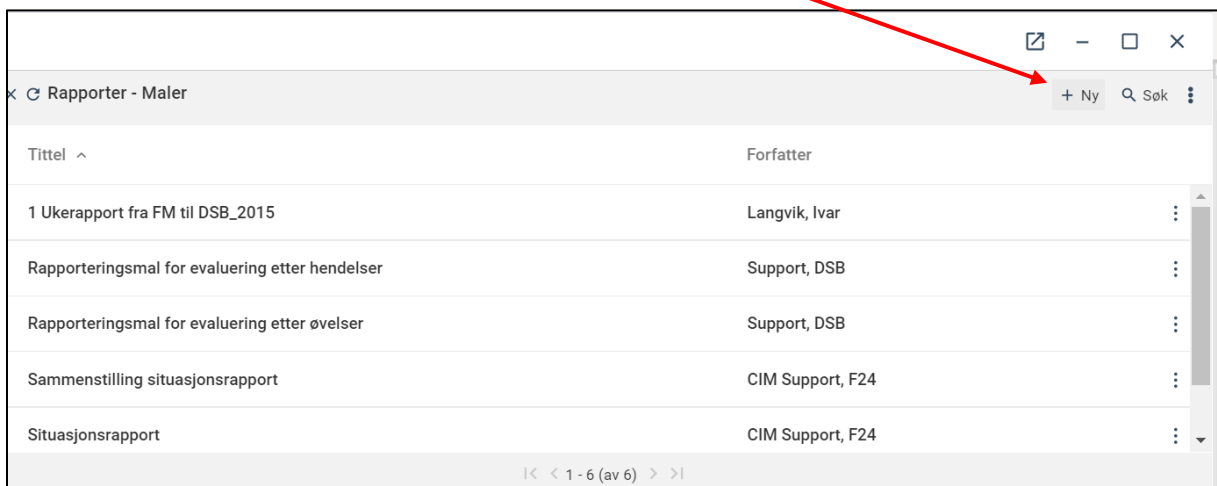 Rapporter - Maler
+ Ny Søk
Tittel Forfatter
1 Ukerapport fra FM til DSB_2015 Langvik, Ivar
Rapporteringsmal for evaluering etter hendelser Support, DSB
Rapporteringsmal for evaluering etter øvelser Support, DSB
Sammenstilling situasjonsrapport CIM Support, F24
Situasjonsrapport CIM Support, F24
1 - 6 (av 6)